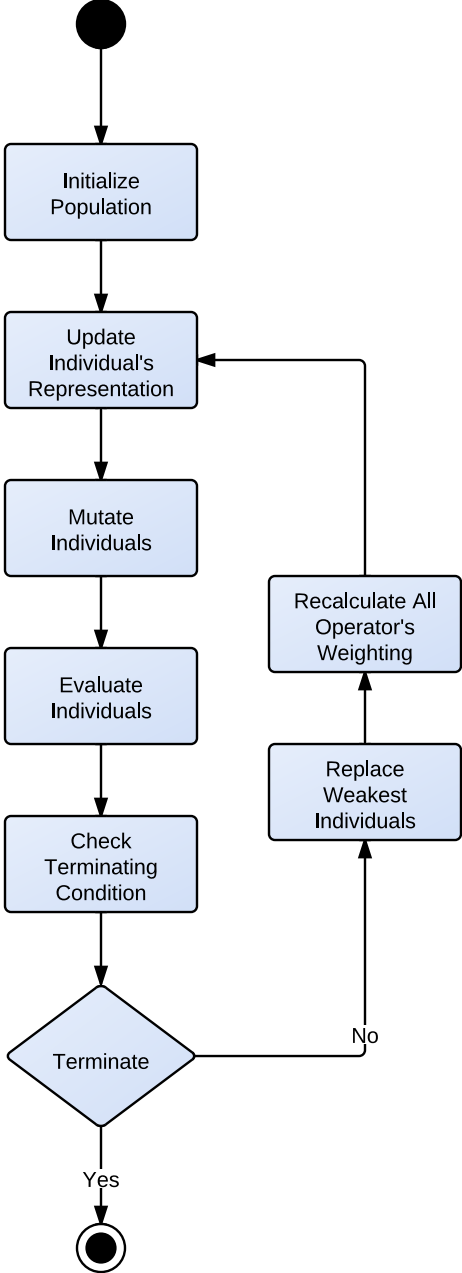 Initialize
Population
Update
Individual's
Representation
Mutate
Individuals
Evaluate
Individuals
Check
Terminating
Condition
Terminate
Yes
No
Replace
Weakest
Individuals
Recalculate All
Operator's
Weighting